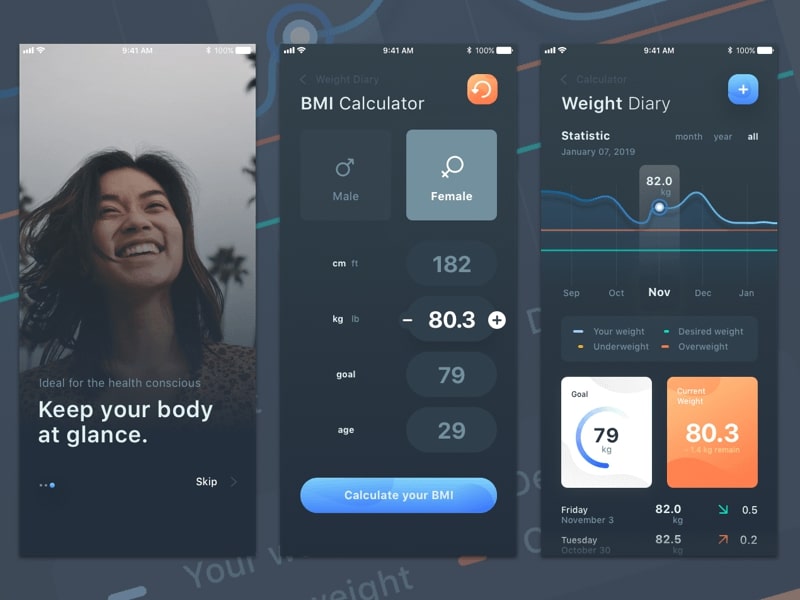 9:41 AM
100%
Ideal for the health conscious
Keep your body
at glance.
Skip
9:41 AM
100%
Weight Diary
BMI Calculator
Male
Female
cm ft
182
kg lb
80.3
goal
79
age
29
Calculate your BMI
9:41 AM
100%
Calculator
Weight Diary
Statistic
month year all
January 07, 2019
82.0
kg
Sep Oct Nov Dec Jan
Your weight
Desired weight
Underweight
Overweight
Goal
79
kg
Current
Weight
80.3
~1.4 kg remain
Friday 82.0 0.5
November 3 kg
Tuesday 82.5 0.2
October 30 kg
Your w
weight